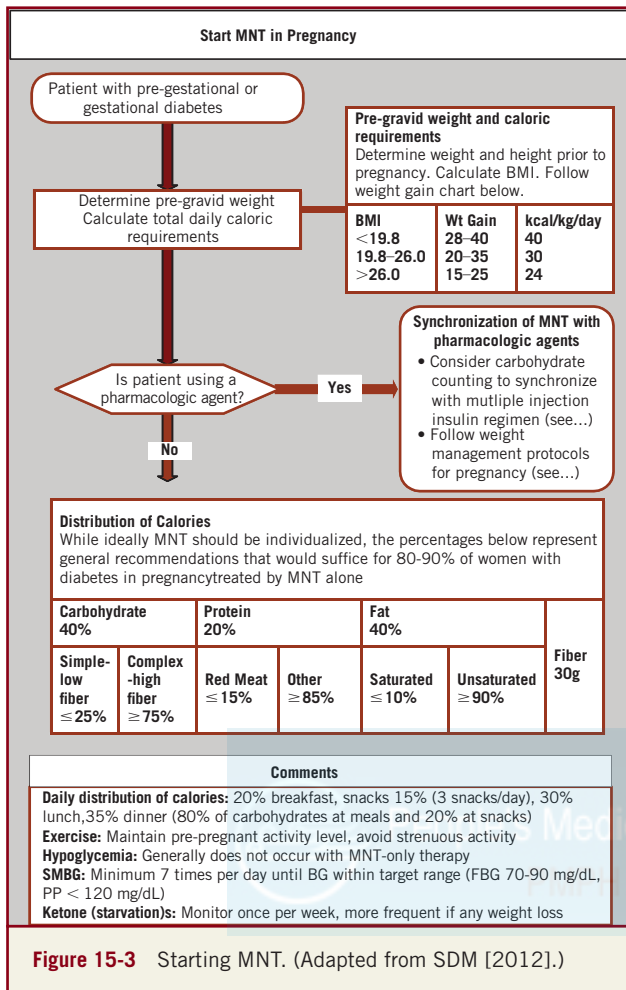 Start MNT in Pregnancy
Patient with pre-gestational or
gestational diabetes
Pre-gravid weight and caloric
requirements
Determine weight and height prior to
pregnancy. Calculate BMI. Follow
weight gain chart below.
BMI Wt Gain kcal/kg/day
<19.8 28–40 40
19.8–26.0 20–35 30
>26.0 15–25 24
Determine pre-gravid weight
Calculate total daily caloric
requirements
Synchronization of MNT with
pharmacologic agents
• Consider carbohydrate
counting to synchronize
with mutliple injection
insulin regimen (see...)
• Follow weight
management protocols
for pregnancy (see...)
Is patient using a
pharmacologic agent?
Yes
No
Distribution of Calories
While ideally MNT should be individualized, the percentages below represent
general recommendations that would suffice for 80-90% of women with
diabetes in pregnancytreated by MNT alone
Carbohydrate Protein Fat
40% 20% 40%
Fiber
30g
Simple- Complex
low -high Red Meat Other Saturated Unsaturated
fiber fiber ≤15% ≥85% ≤10% ≥90%
≤25% ≥75%
Comments
Daily distribution of calories: 20% breakfast, snacks 15% (3 snacks/day), 30%
lunch,35% dinner (80% of carbohydrates at meals and 20% at snacks)
Exercise: Maintain pre-pregnant activity level, avoid strenuous activity
Hypoglycemia: Generally does not occur with MNT-only therapy
SMBG: Minimum 7 times per day until BG within target range (FBG 70-90 mg/dL,
PP < 120 mg/dL)
Ketone (starvation)s: Monitor once per week, more frequent if any weight loss
PMPH
Figure 15-3 Starting MNT. (Adapted from SDM [2012].)